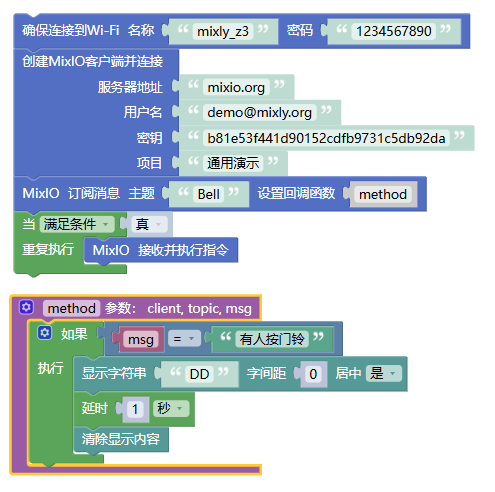 确保连接到Wi-Fi 名称 “ mixly_z3 ” 密码 “ 1234567890 ”
创建MixIO客户端并连接
服务器地址 “ mixio.org ”
用户名 “ demo@mixly.org ”
密钥 “ b81e53f441d90152cdfb9731c5db92da ”
项目 “ 通用演示 ”
MixIO 订阅消息 主题 “ Bell ” 设置回调函数 method
当 满足条件 真
重复执行 MixIO 接收并执行指令
method 参数: client, topic, msg
如果 msg = “ 有人按门铃 ”
执行 显示字符串 “ DD ” 字间距 0 居中 是
延时 1 秒
清除显示内容